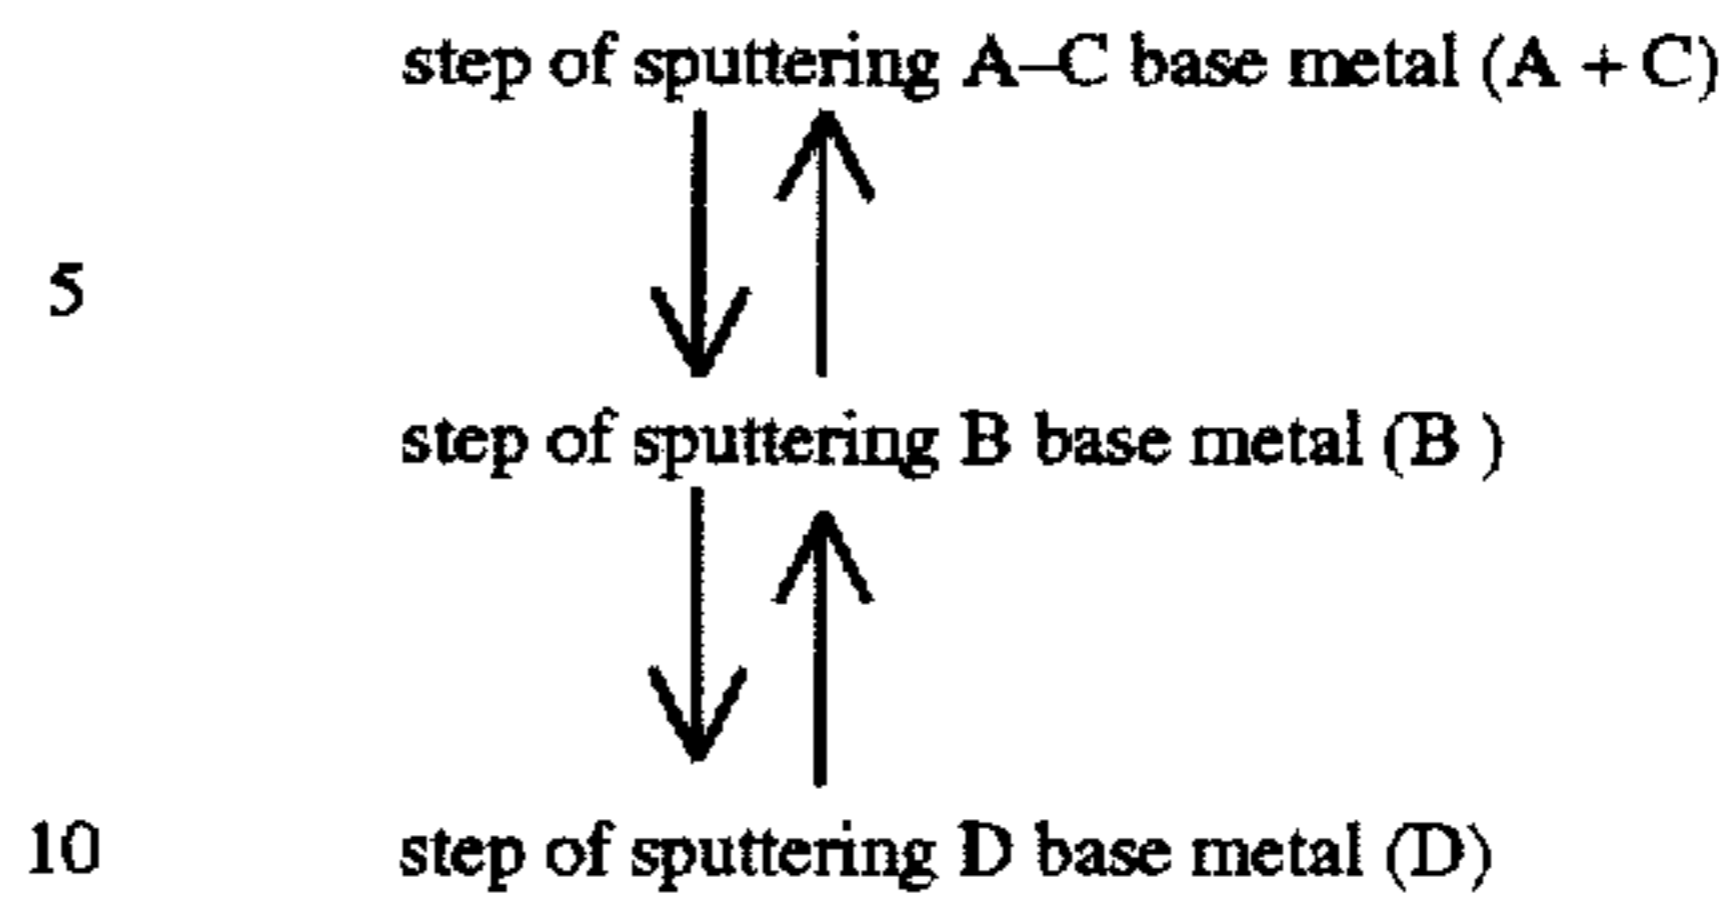 step of sputtering A–C base metal (A + C)
5
step of sputtering B base metal (B )
10 step of sputtering D base metal (D)